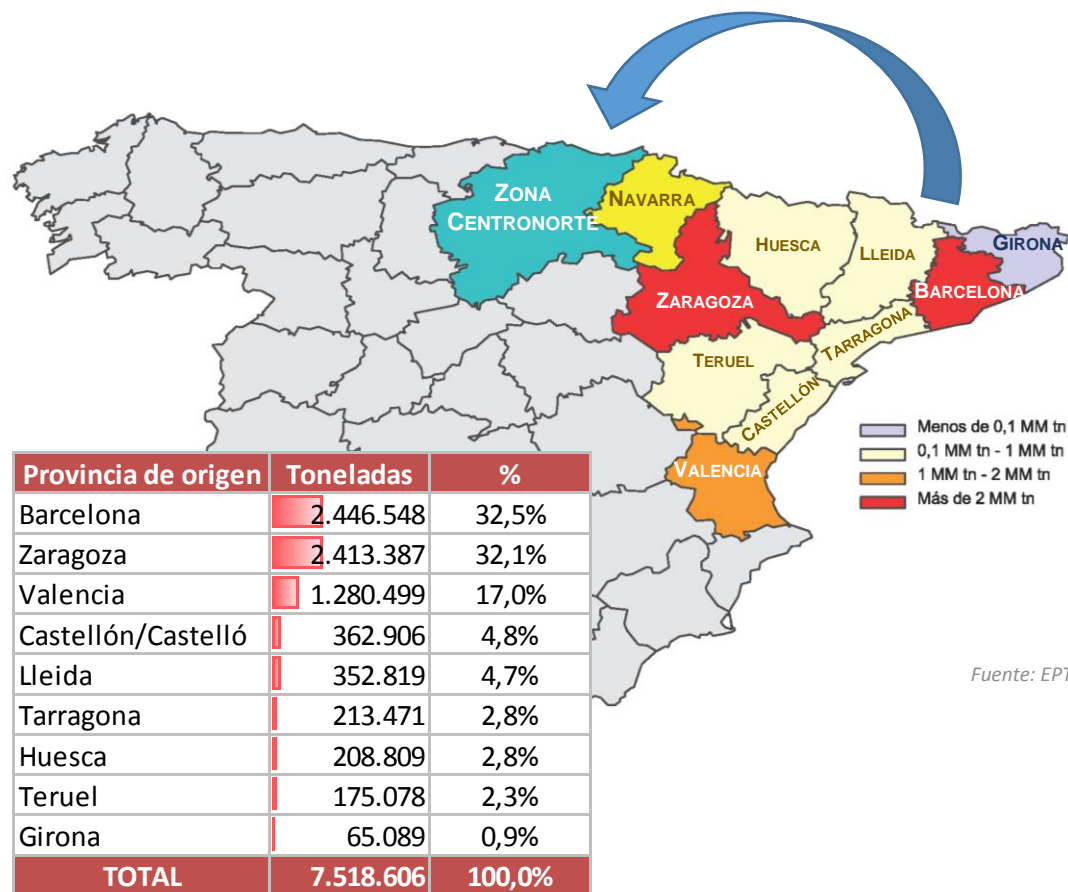 ZONA
CENTRONORTE
NAVARRA
HUESCA
LLEIDA
GIRONA
BARCELONA
ZARAGOZA
TARRAGONA
TERUEL
CASTELLÓN
VALENCIA
Menos de 0,1 MM tn
0,1 MM tn - 1 MM tn
1 MM tn - 2 MM tn
Más de 2 MM tn
Provincia de origen Toneladas %
Barcelona 2.446.548 32,5%
Zaragoza 2.413.387 32,1%
Valencia 1.280.499 17,0%
Castellón/Castelló 362.906 4,8%
Lleida 352.819 4,7%
Tarragona 213.471 2,8%
Huesca 208.809 2,8%
Teruel 175.078 2,3%
Girona 65.089 0,9%
TOTAL 7.518.606 100,0%
Fuente: EPT